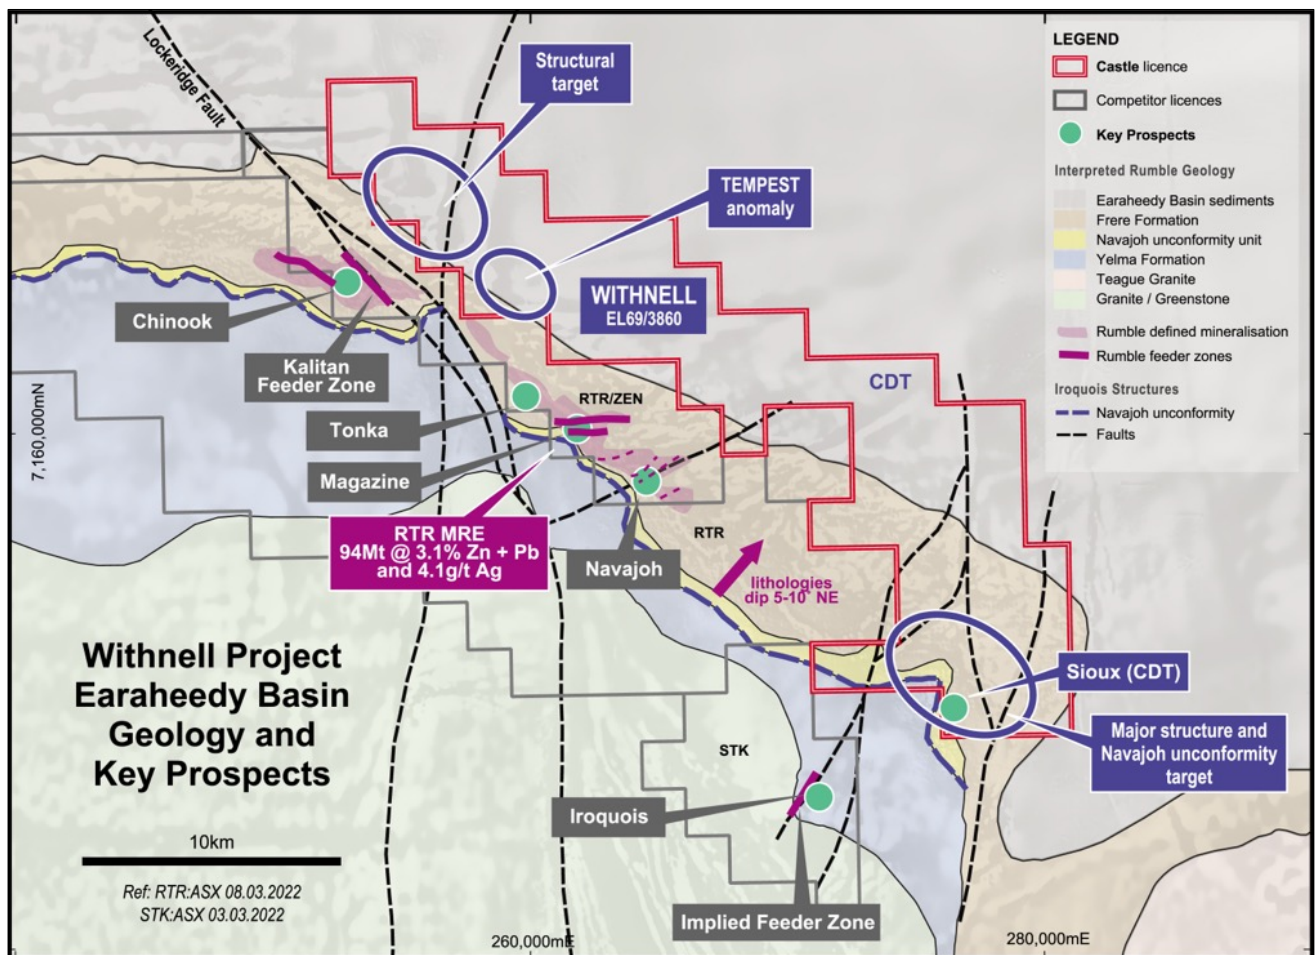 Lockeridge Fault
Structural
target
TEMPEST
anomaly
WITHNELL
EL69/3860
LEGEND
Castle licence
Competitor licences
Key Prospects
Interpreted Rumble Geology
Earaheedy Basin sediments
Frere Formation
Navajoh unconformity unit
Yelma Formation
Teague Granite
Granite / Greenstone
Rumble defined mineralisation
Rumble feeder zones
Iroquois Structures
Navajoh unconformity
Faults
Chinook
Kalitan
Feeder Zone
CDT
RTR/ZEN
Tonka
Magazine
7,160,000mN
RTR MRE
94Mt @ 3.1% Zn + Pb
and 4.1g/t Ag
Navajoh
RTR
lithologies
dip 5-10° NE
Withnell Project
Earaheedy Basin
Geology and
Key Prospects
Sioux (CDT)
Major structure and
Navajoh unconformity
target
STK
Iroquois
10km
Ref: RTR:ASX 08.03.2022
STK:ASX 03.03.2022
Implied Feeder Zone
260,000mE
280,000mE